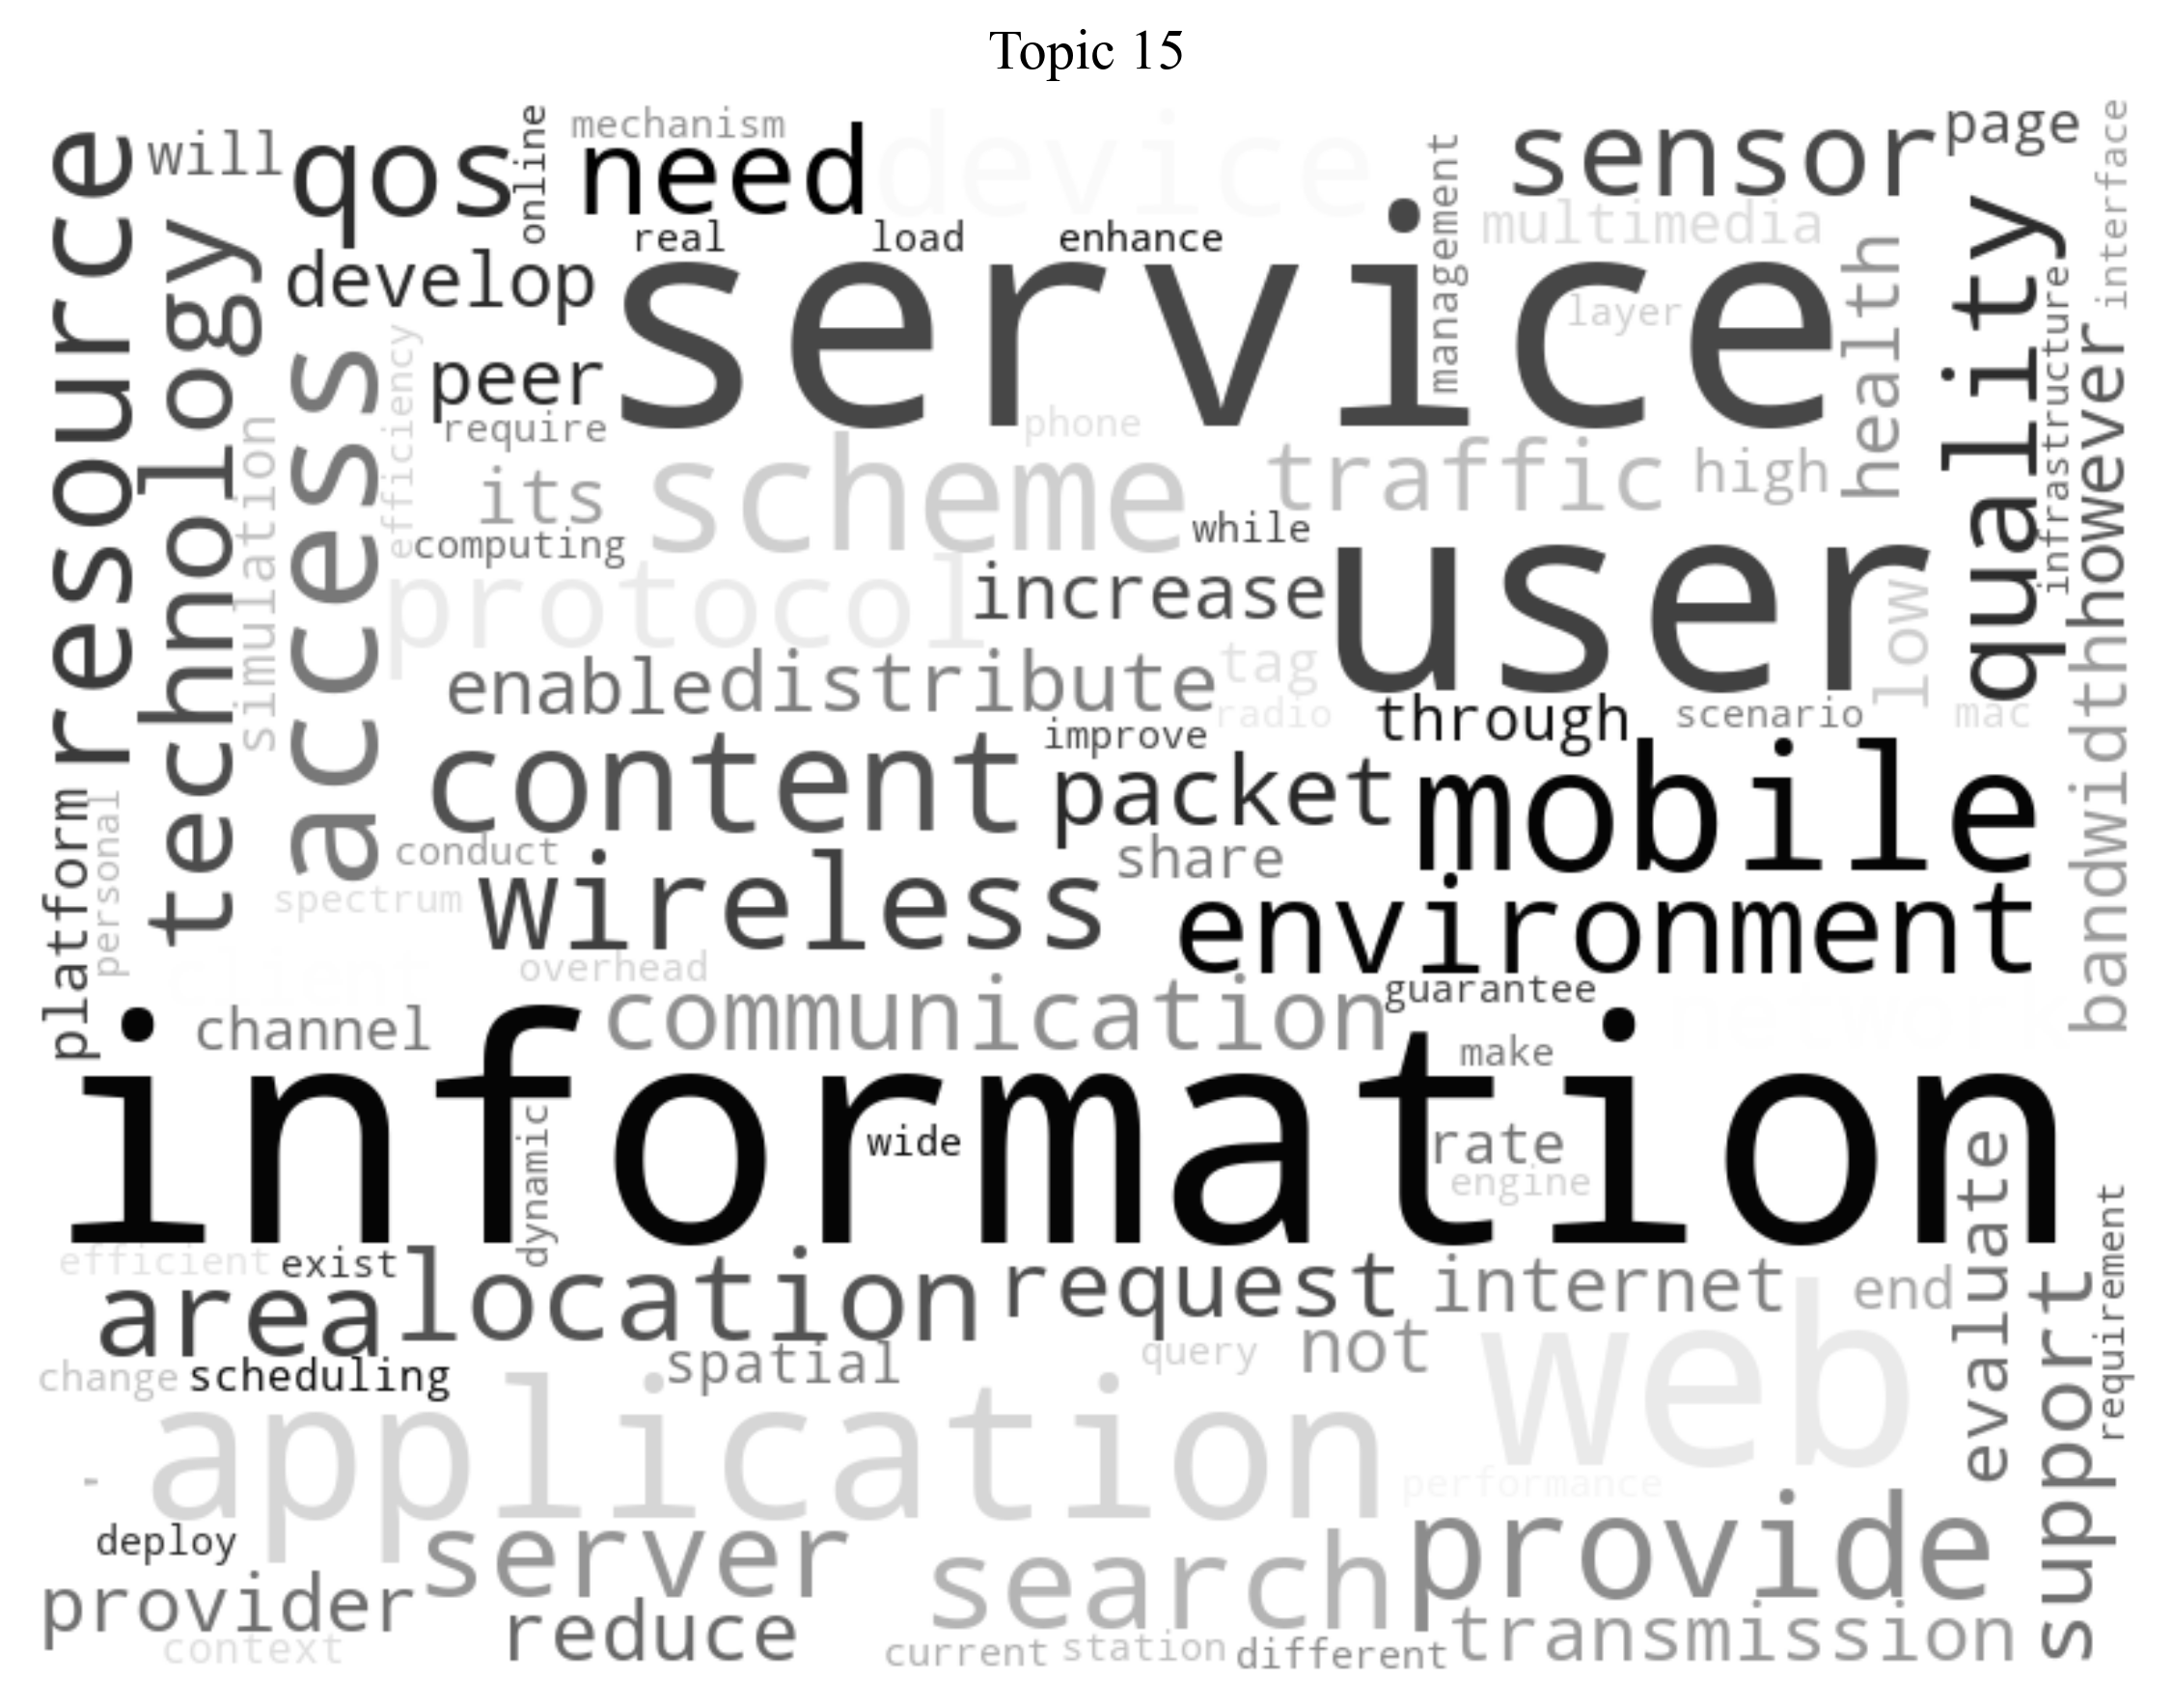 Topic 15
resource
will
qos
online
mechanism
need
device
management
sensor
page
interface
technology
develop
real
load
enhance
multimedia
service
layer
health
quality
infrastructure
however
simulation
access
efficiency
peer
require
phone
its
scheme
traffic
high
computing
while
protocol
increase
user
low
enable
distribute
tag
radio
through
scenario
mac
bandwidth
improve
content
packet
mobile
platform
personal
conduct
share
spectrum
wireless
environment
overhead
channel
communication
guarantee
make
information
dynamic
wide
rate
engine
evaluate
requirement
efficient
exist
area
location
request
internet
end
support
change
scheduling
spatial
query
not
web
application
-
performance
deploy
server
search
provide
provider
reduce
transmission
context
current
station
different